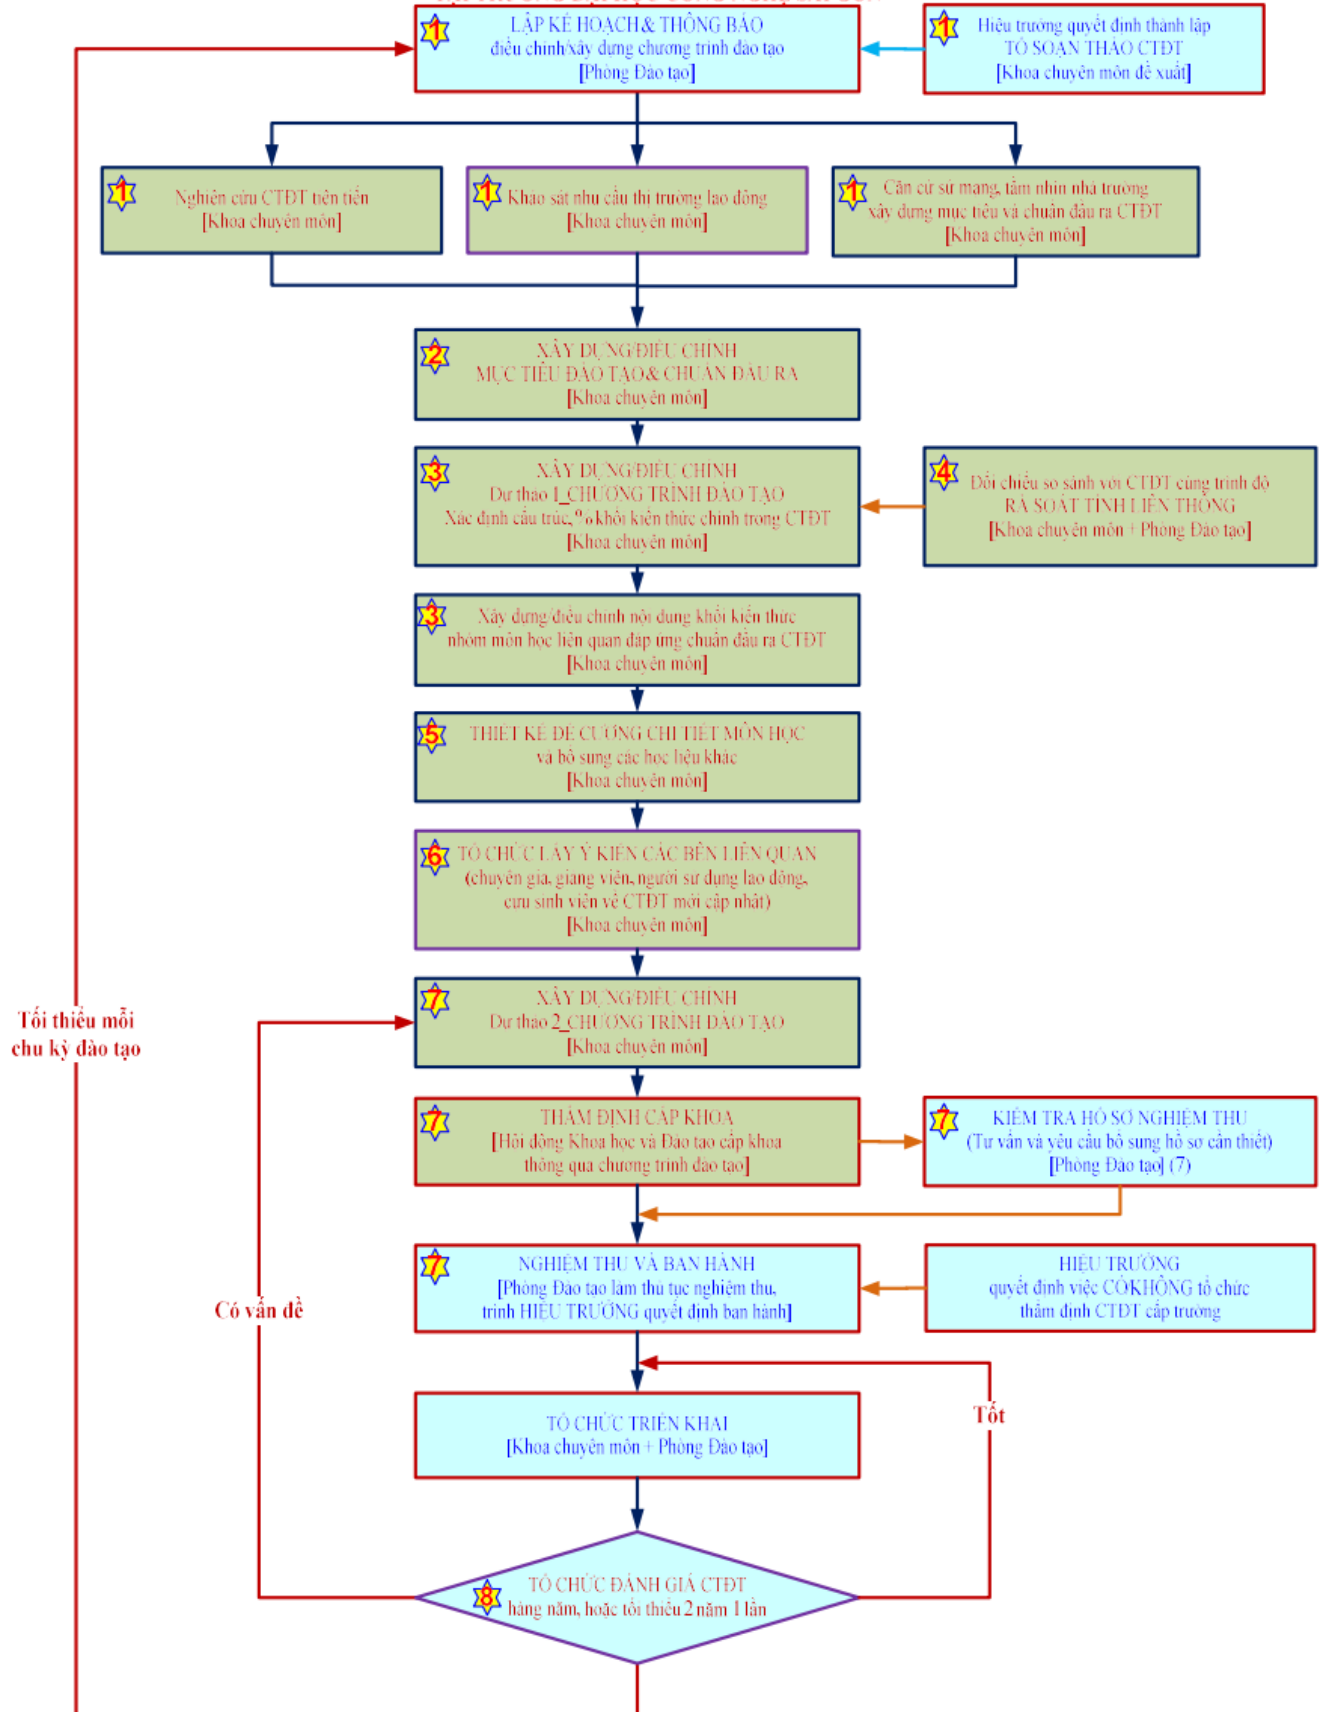 1
LẬP KẾ HOẠCH & THÔNG BÁO
điều chỉnh/xây dựng chương trình đào tạo
[Phòng Đào tạo]
1
Hiệu trưởng quyết định thành lập
TỔ SOẠN THẢO CTĐT
[Khoa chuyên môn đề xuất]
1
Nghiên cứu CTĐT tiên tiến
[Khoa chuyên môn]
1
Khảo sát nhu cầu thị trường lao động
[Khoa chuyên môn]
1
Căn cứ sứ mạng, tầm nhìn nhà trường
xây dựng mục tiêu và chuẩn đầu ra CTĐT
[Khoa chuyên môn]
2
XÂY DỰNG/ĐIỀU CHỈNH
MỤC TIÊU ĐÀO TẠO & CHUẨN ĐẦU RA
[Khoa chuyên môn]
3
XÂY DỰNG/ĐIỀU CHỈNH
Dự thảo 1_CHƯƠNG TRÌNH ĐÀO TẠO
Xác định cấu trúc, % khối kiến thức chính trong CTĐT
[Khoa chuyên môn]
4
Đối chiếu so sánh với CTĐT cùng trình độ
RÀ SOÁT TÍNH LIÊN THÔNG
[Khoa chuyên môn + Phòng Đào tạo]
3
Xây dựng/điều chỉnh nội dung khối kiến thức
nhóm môn học liên quan đáp ứng chuẩn đầu ra CTĐT
[Khoa chuyên môn]
5
THIẾT KẾ ĐỀ CƯƠNG CHI TIẾT MÔN HỌC
và bổ sung các học liệu khác
[Khoa chuyên môn]
6
TỔ CHỨC LẤY Ý KIẾN CÁC BÊN LIÊN QUAN
(chuyên gia, giảng viên, người sử dụng lao động,
cựu sinh viên về CTĐT mới cập nhật)
[Khoa chuyên môn]
7
XÂY DỰNG/ĐIỀU CHỈNH
Dự thảo 2_CHƯƠNG TRÌNH ĐÀO TẠO
[Khoa chuyên môn]
Tối thiểu mỗi
chu kỳ đào tạo
7
THẨM ĐỊNH CẤP KHOA
[Hội đồng Khoa học và Đào tạo cấp khoa
thông qua chương trình đào tạo]
7
KIỂM TRA HỒ SƠ NGHIỆM THU
(Tư vấn và yêu cầu bổ sung hồ sơ cần thiết)
[Phòng Đào tạo] (7)
7
NGHIỆM THU VÀ BAN HÀNH
[Phòng Đào tạo làm thủ tục nghiệm thu,
trình HIỆU TRƯỞNG quyết định ban hành]
HIỆU TRƯỞNG
quyết định việc CÓ/KHÔNG tổ chức
thẩm định CTĐT cấp trường
Có vấn đề
TỔ CHỨC TRIỂN KHAI
[Khoa chuyên môn + Phòng Đào tạo]
Tốt
8
TỔ CHỨC ĐÁNH GIÁ CTĐT
hàng năm, hoặc tối thiểu 2 năm 1 lần